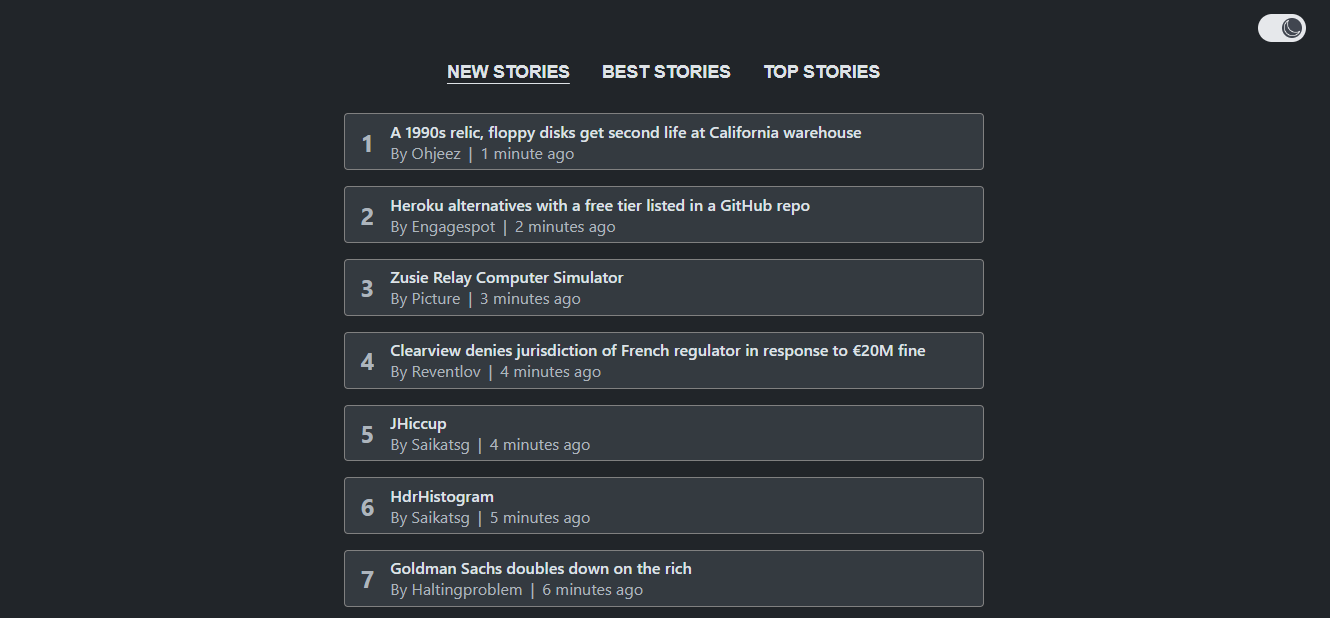 NEW STORIES BEST STORIES TOP STORIES
1
A 1990s relic, floppy disks get second life at California warehouse
By Ohjeez | 1 minute ago
2
Heroku alternatives with a free tier listed in a GitHub repo
By Engagespot | 2 minutes ago
3
Zusie Relay Computer Simulator
By Picture | 3 minutes ago
4
Clearview denies jurisdiction of French regulator in response to €20M fine
By Reventlov | 4 minutes ago
5
JHiccup
By Saikatsg | 4 minutes ago
6
HdrHistogram
By Saikatsg | 5 minutes ago
7
Goldman Sachs doubles down on the rich
By Haltingproblem | 6 minutes ago